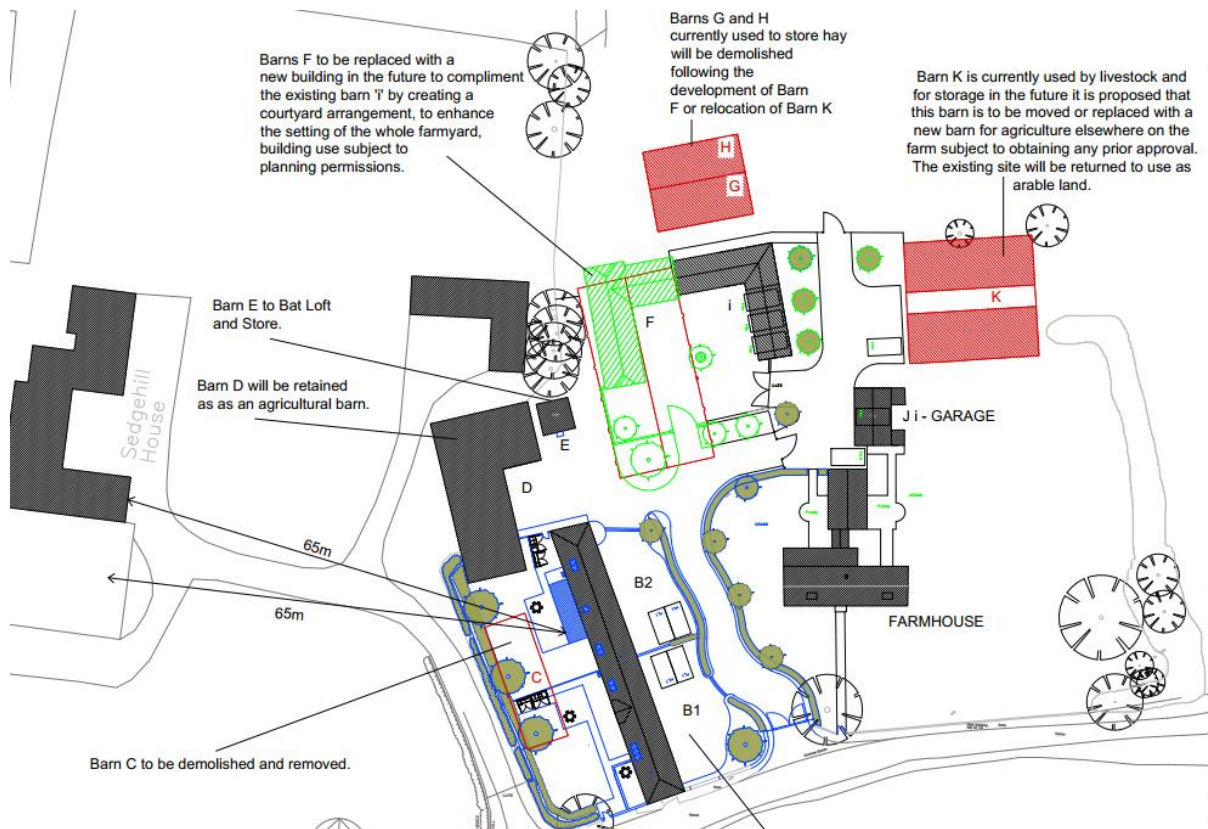 Barns G and H
currently used to store hay
will be demolished
following the
development of Barn
F or relocation of Barn K
Barns F to be replaced with a
new building in the future to compliment
the existing barn 'i' by creating a
courtyard arrangement, to enhance
the setting of the whole farmyard,
building use subject to
planning permissions.
Barn K is currently used by livestock and
for storage in the future it is proposed that
this barn is to be moved or replaced with a
new barn for agriculture elsewhere on the
farm subject to obtaining any prior approval.
The existing site will be returned to use as
arable land.
H
G
K
i
F
Barn E to Bat Loft
and Store.
Sedgehill
House
Barn D will be retained
as as an agricultural barn.
E
J i - GARAGE
D
65m
B2
65m
FARMHOUSE
C
B1
Barn C to be demolished and removed.